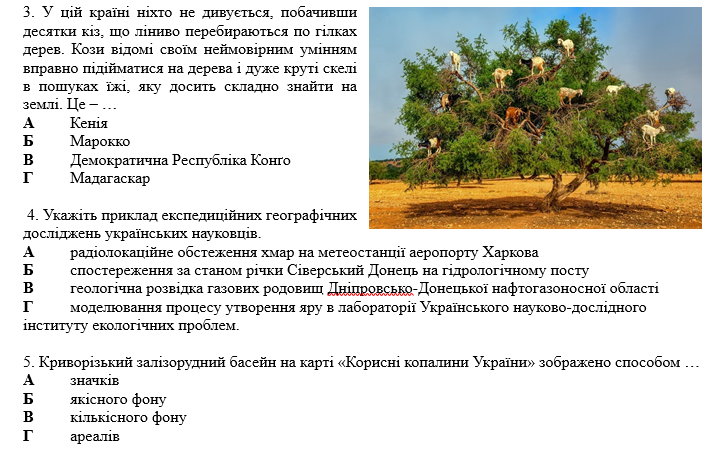 3. У цій країні ніхто не дивується, побачивши
десятки кіз, що ліниво перебираються по гілках
дерев. Кози відомі своїм неймовірним умінням
вправно підійматися на дерева і дуже круті скелі
в пошуках їжі, яку досить складно знайти на
землі. Це – …
А Кенія
Б Марокко
В Демократична Республіка Конґо
Г Мадагаскар
4. Укажіть приклад експедиційних географічних
досліджень українських науковців.
А радіолокаційне обстеження хмар на метеостанції аеропорту Харкова
Б спостереження за станом річки Сіверський Донець на гідрологічному посту
В геологічна розвідка газових родовищ Дніпровсько-Донецької нафтогазоносної області
Г моделювання процесу утворення яру в лабораторії Українського науково-дослідного
інституту екологічних проблем.
5. Криворізький залізорудний басейн на карті «Корисні копалини України» зображено способом …
А значків
Б якісного фону
В кількісного фону
Г ареалів